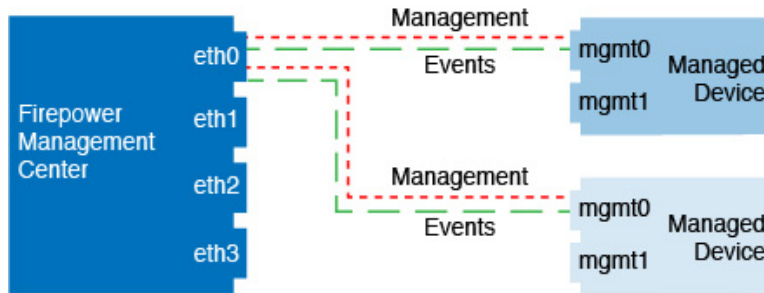 Firepower
Management
Center
eth0
eth1
eth2
eth3
Management
Events
mgmt0
mgmt1
Managed
Device
Management
Events
mgmt0
mgmt1
Managed
Device